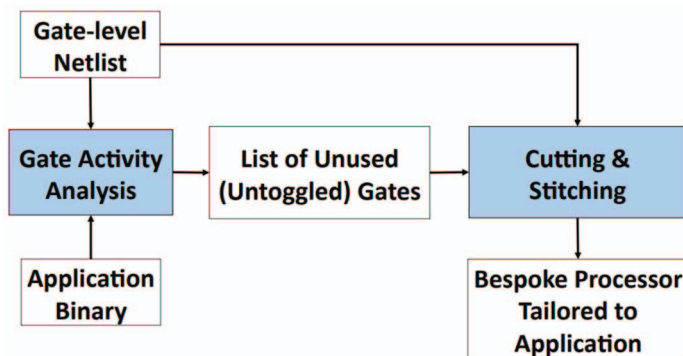 Gate-level
Netlist
Gate Activity
Analysis
List of Unused
(Untoggled) Gates
Cutting &
Stitching
Application
Binary
Bespoke Processor
Tailored to
Application